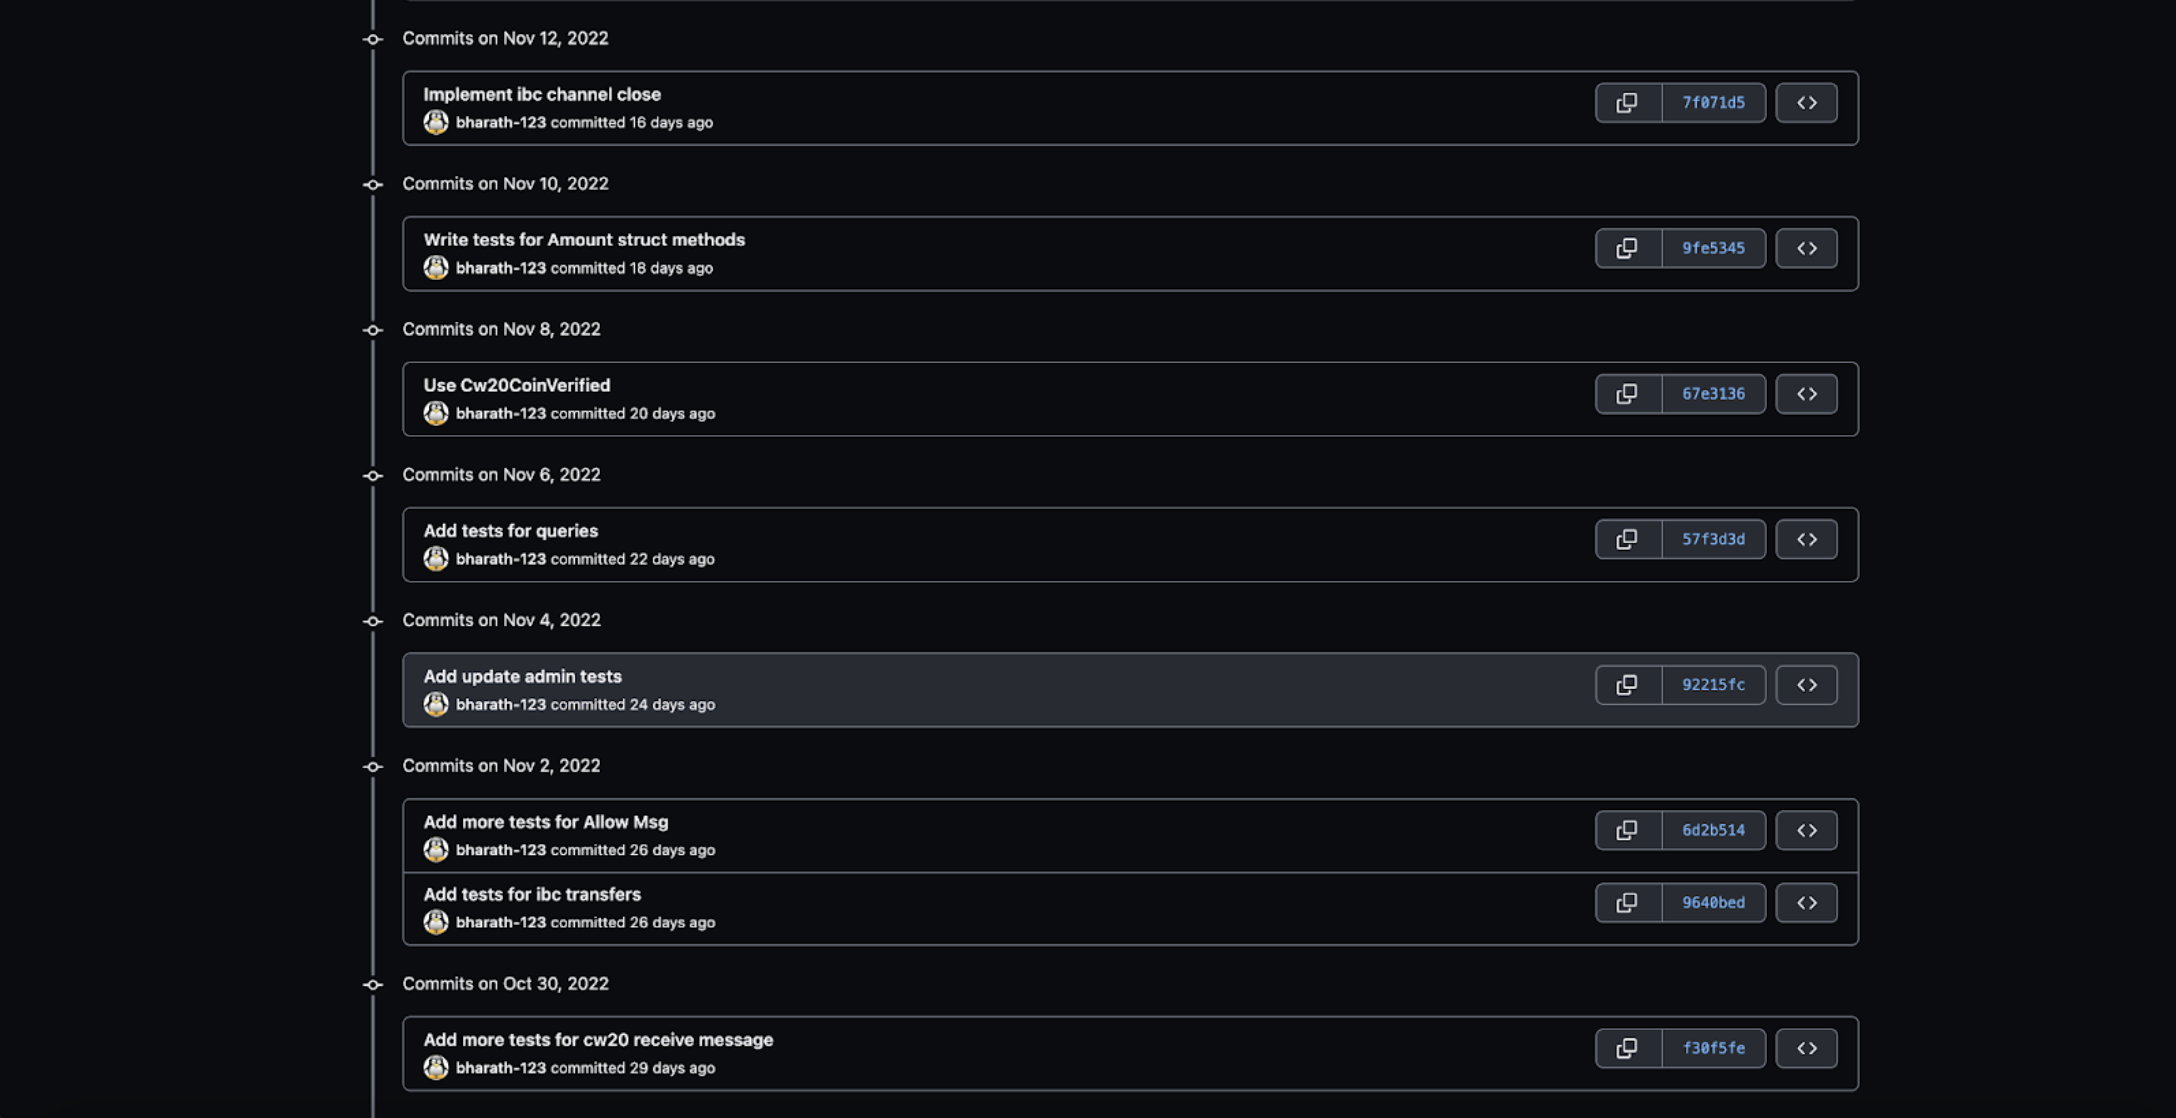 Commits on Nov 12, 2022
Implement ibc channel close
7f071d5
bharath-123 committed 16 days ago
Commits on Nov 10, 2022
Write tests for Amount struct methods
9fe5345
bharath-123 committed 18 days ago
Commits on Nov 8, 2022
Use Cw20CoinVerified
67e3136
bharath-123 committed 20 days ago
Commits on Nov 6, 2022
Add tests for queries
57f3d3d
bharath-123 committed 22 days ago
Commits on Nov 4, 2022
Add update admin tests
92215fc
bharath-123 committed 24 days ago
Commits on Nov 2, 2022
Add more tests for Allow Msg
6d2b514
bharath-123 committed 26 days ago
Add tests for ibc transfers
9640bed
bharath-123 committed 26 days ago
Commits on Oct 30, 2022
Add more tests for cw20 receive message
f30f5fe
bharath-123 committed 29 days ago